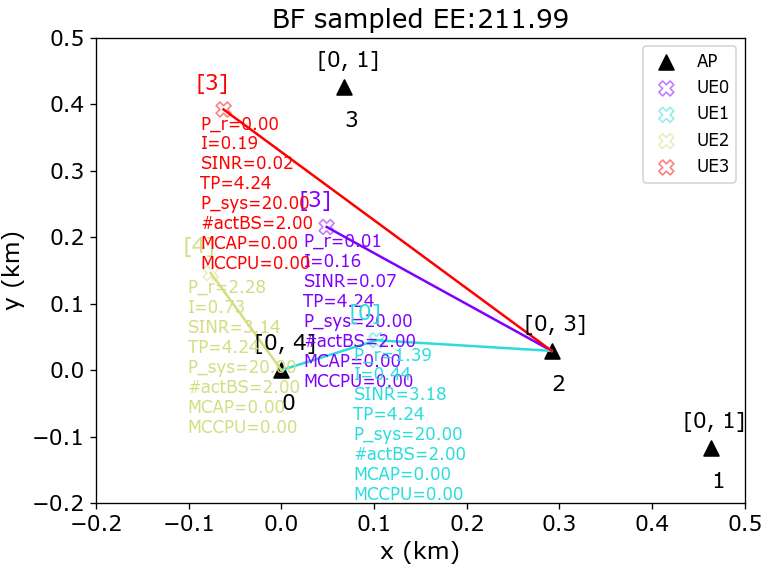 BF sampled EE:211.99
y (km)
0.5
0.4
0.3
0.2
0.1
0.0
−0.1
−0.2
−0.2
−0.1
0.0
0.1
0.2
0.3
0.4
0.5
x (km)
AP
UE0
UE1
UE2
UE3
[0, 1]
3
[3]
P_r=0.00
I=0.19
SINR=0.02
TP=4.24
P_sys=20.00
#actBS=2.00
MCAP=0.00
MCCPU=0.00
[3]
P_r=0.01
I=0.16
SINR=0.07
TP=4.24
P_sys=20.00
#actBS=2.00
MCAP=0.00
MCCPU=0.00
[4]
P_r=2.28
I=0.73
SINR=3.14
TP=4.24
P_sys=20.00
#actBS=2.00
MCAP=0.00
MCCPU=0.00
[0, 4]
0
[0]
P_r=1.39
I=0.44
SINR=3.18
TP=4.24
P_sys=20.00
#actBS=2.00
MCAP=0.00
MCCPU=0.00
[0, 3]
2
[0, 1]
1